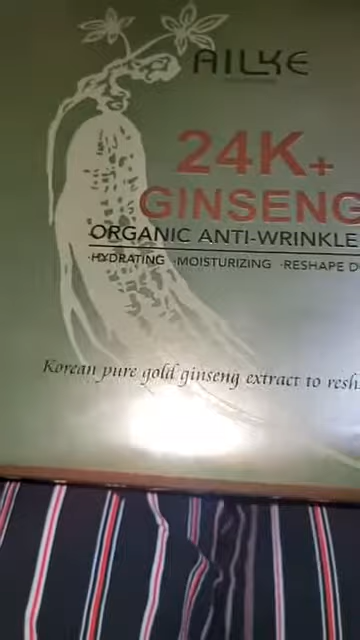 AILKE
24K+
GINSENG
ORGANIC ANTI-WRINKLE
·HYDRATING ·MOISTURIZING ·RESHAPE D
Korean pure gold ginseng extract to resh